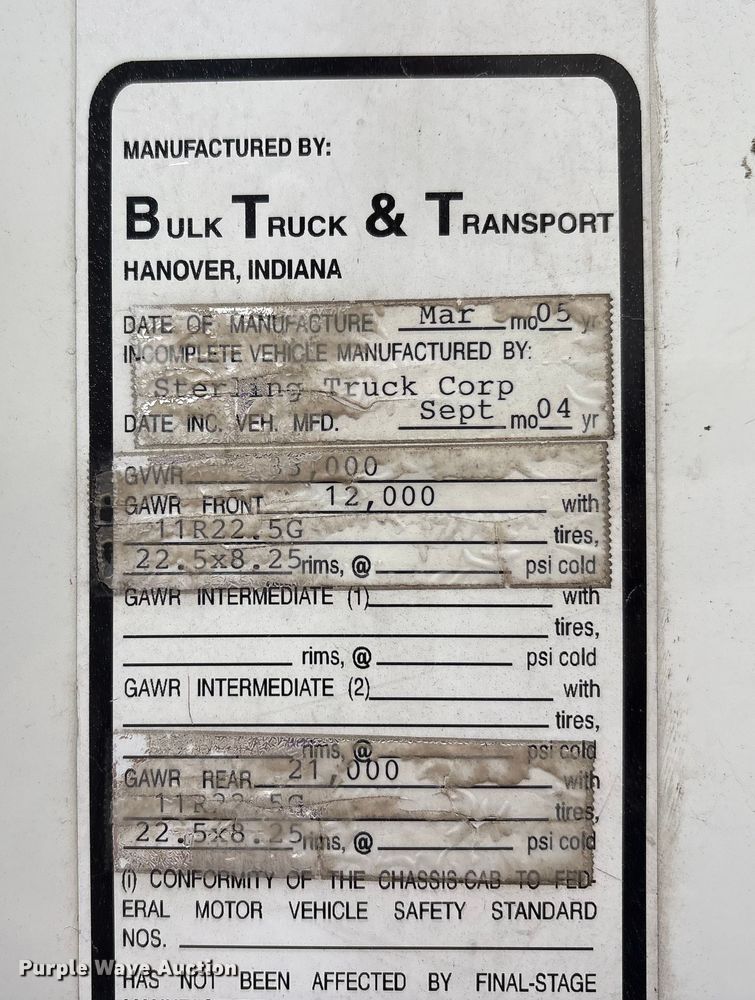 MANUFACTURED BY:
BULK TRUCK & TRANSPORT
HANOVER, INDIANA
DATE OF MANUFACTURE Mar mo05 yr
INCOMPLETE VEHICLE MANUFACTURED BY:
Sterling Truck Corp
DATE INC. VEH. MFD. Sept mo04 yr
GVWR 33,000
GAWR FRONT 12,000 with
11R22.5G tires,
22.5x8.25 rims, @ psi cold
GAWR INTERMEDIATE (1) with
tires,
rims, @ psi cold
GAWR INTERMEDIATE (2) with
tires,
rims, @ psi cold
GAWR REAR 21,000 with
11R22.5G tires,
22.5x8.25 rims, @ psi cold
(i) CONFORMITY OF THE CHASSIS-CAB TO FED-
ERAL MOTOR VEHICLE SAFETY STANDARD
NOS.
Purple Wave Auction
HAS NOT BEEN AFFECTED BY FINAL-STAGE